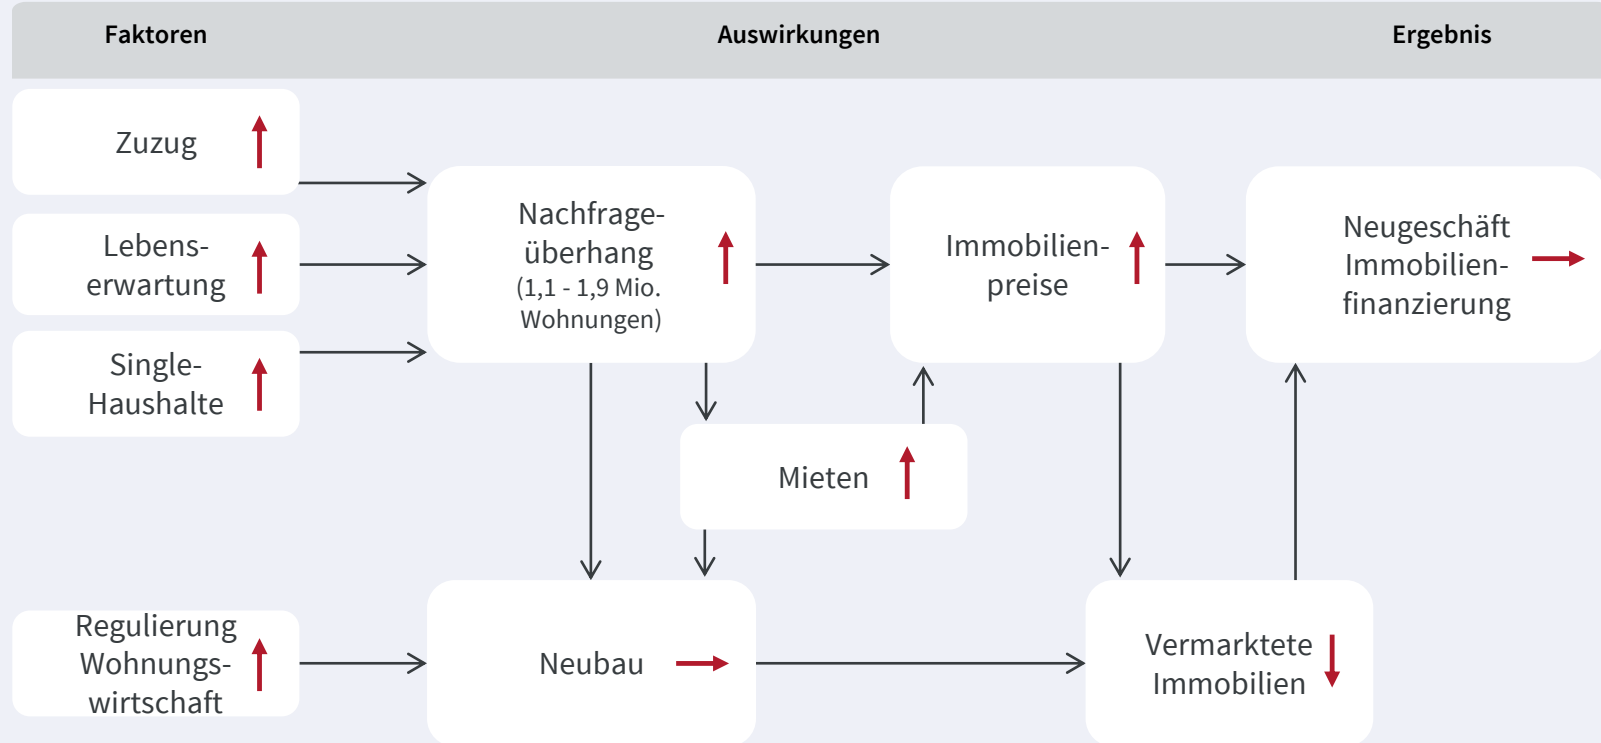 Faktoren
Auswirkungen
Ergebnis
Zuzug
Lebens-
erwartung
Single-
Haushalte
Regulierung
Wohnungs-
wirtschaft
Nachfrage-
überhang
(1,1 - 1,9 Mio.
Wohnungen)
Mieten
Neubau
Immobilien-
preise
Vermarktete
Immobilien
Neugeschäft
Immobilien-
finanzierung